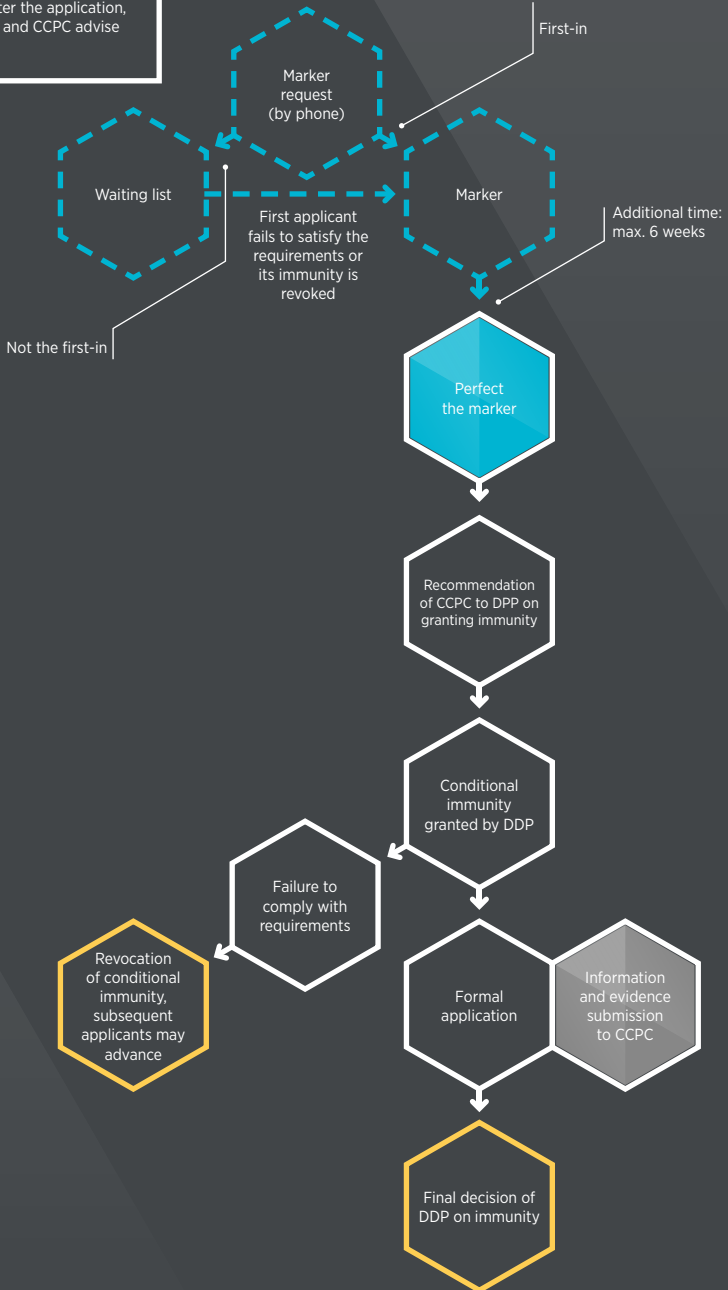 ter the application,
and CCPC advise
First-in
Marker
request
(by phone)
Waiting list
Marker
First applicant
fails to satisfy the
requirements or
its immunity is
revoked
Additional time:
max. 6 weeks
Not the first-in
Perfect
the marker
Recommendation
of CCPC to DPP on
granting immunity
Conditional
immunity
granted by DDP
Failure to
comply with
requirements
Revocation
of conditional
immunity,
subsequent
applicants may
advance
Formal
application
Information
and evidence
submission
to CCPC
Final decision of
DDP on immunity